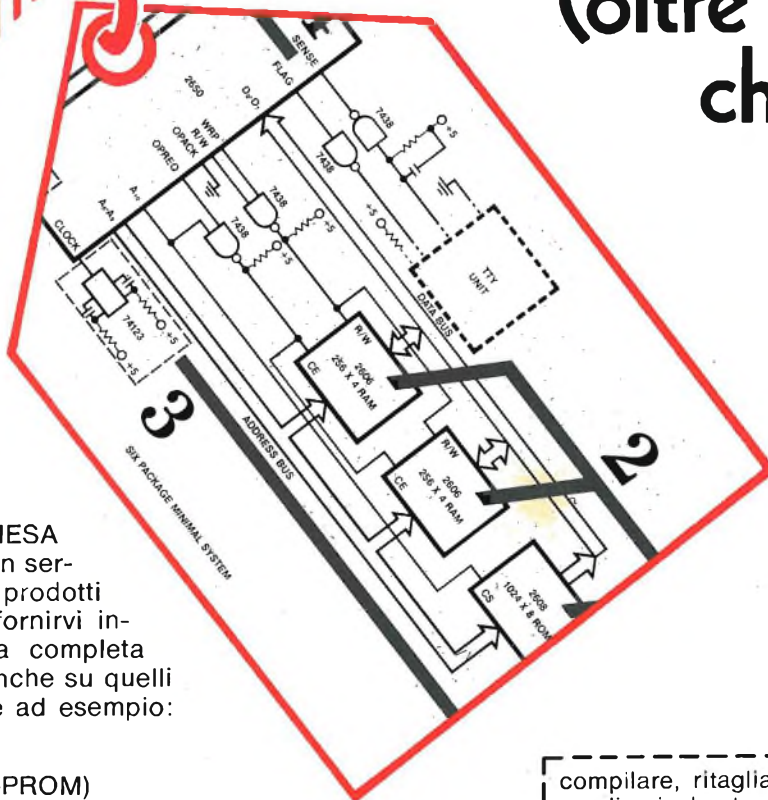 (oltre
ch
SENSE
FLAG
2650
D₀-D₇
WRP
R/W
OPACK
OPREQ
A₁₀
CLOCK
7438
7438
+5
+5
TTY
UNIT
7438
7438
+5
+5
DATA BUS
74123
+5
+5
R/W
2606
256 X 4 RAM
CE
R/W
2606
256 X 4 RAM
CE
2608
1024 X 8 ROM
CS
ADDRESS BUS
SIX PACKAGE MINIMAL SYSTEM
3
2
IESA
n ser-
prodotti
fornirvi in-
a completa
nche su quelli
e ad esempio:
PROM)
compilare, ritaglia